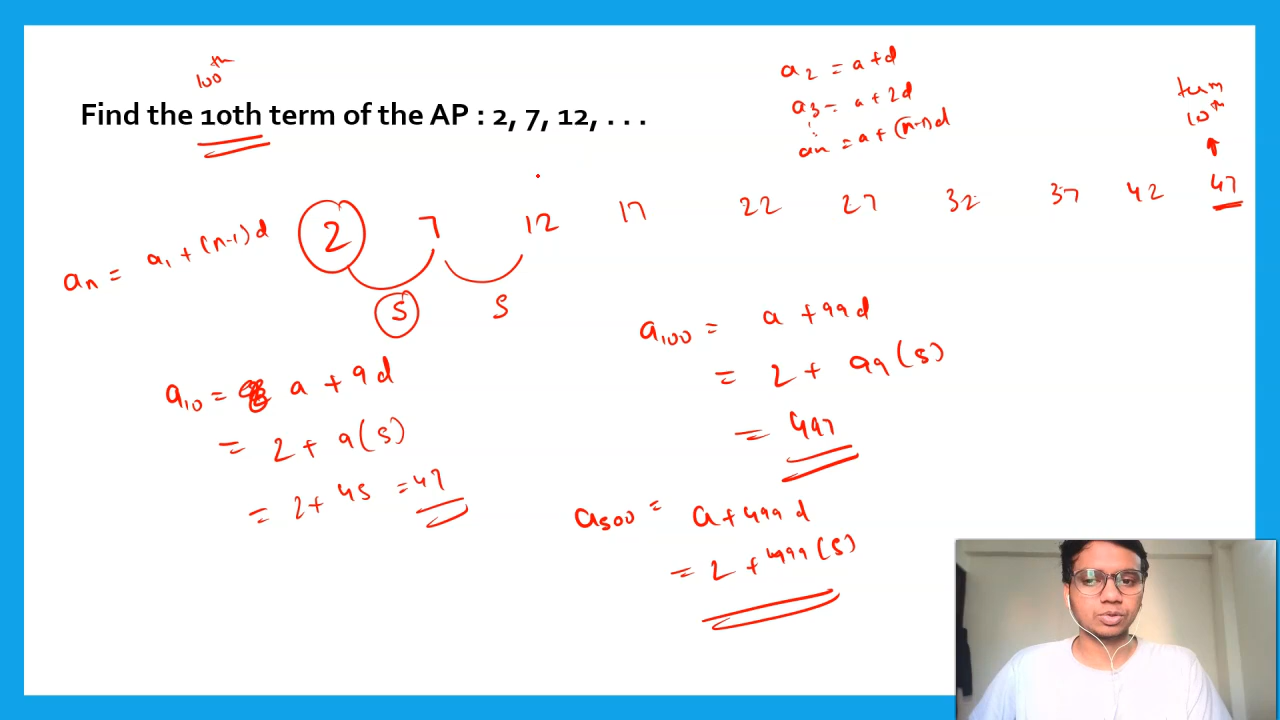 100th
Find the 10th term of the AP : 2, 7, 12, . . .
a2 = a+d
a3 = a+2d
an = a+(n-1)d
term
10th
2 7 12 17 22 27 32 37 42 47
an = a1 + (n-1)d
5 5
a10 = a + 9d
= 2 + 9(5)
= 2 + 45 = 47
a100 = a + 99d
= 2 + 99(5)
= 497
a500 = a + 499d
= 2 + 499(5)